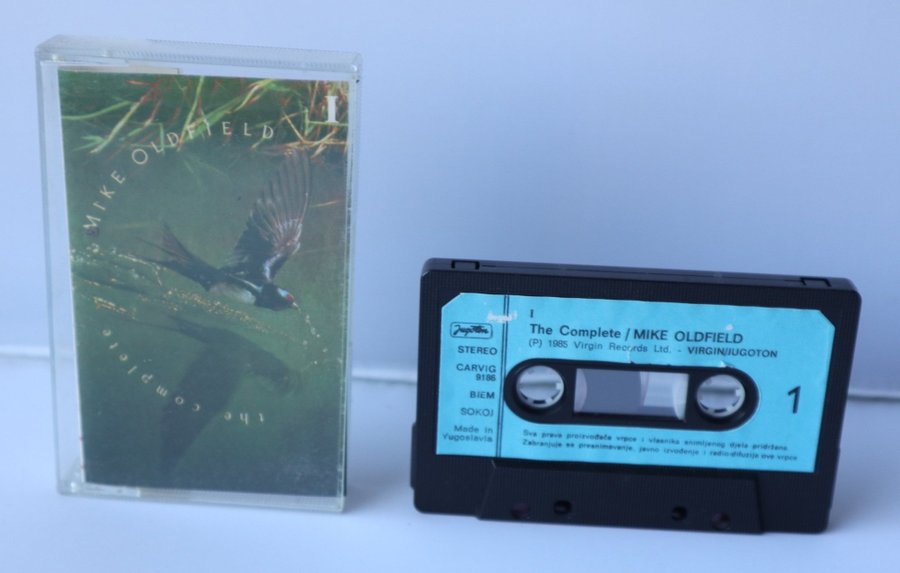 I
MIKE OLDFIELD
the complete
I
Jugoton
The Complete / MIKE OLDFIELD
(P) 1985 Virgin Records Ltd. - VIRGIN/JUGOTON
STEREO
CARVIG
9186
BIEM
SOKOJ
Made in
Yugoslavia
1
Sva prava proizvođača vrpce i vlasnika snimljenog djela pridržana.
Zabranjuje se presnimavanje, javno izvođenje i radio-difuzija ove vrpce